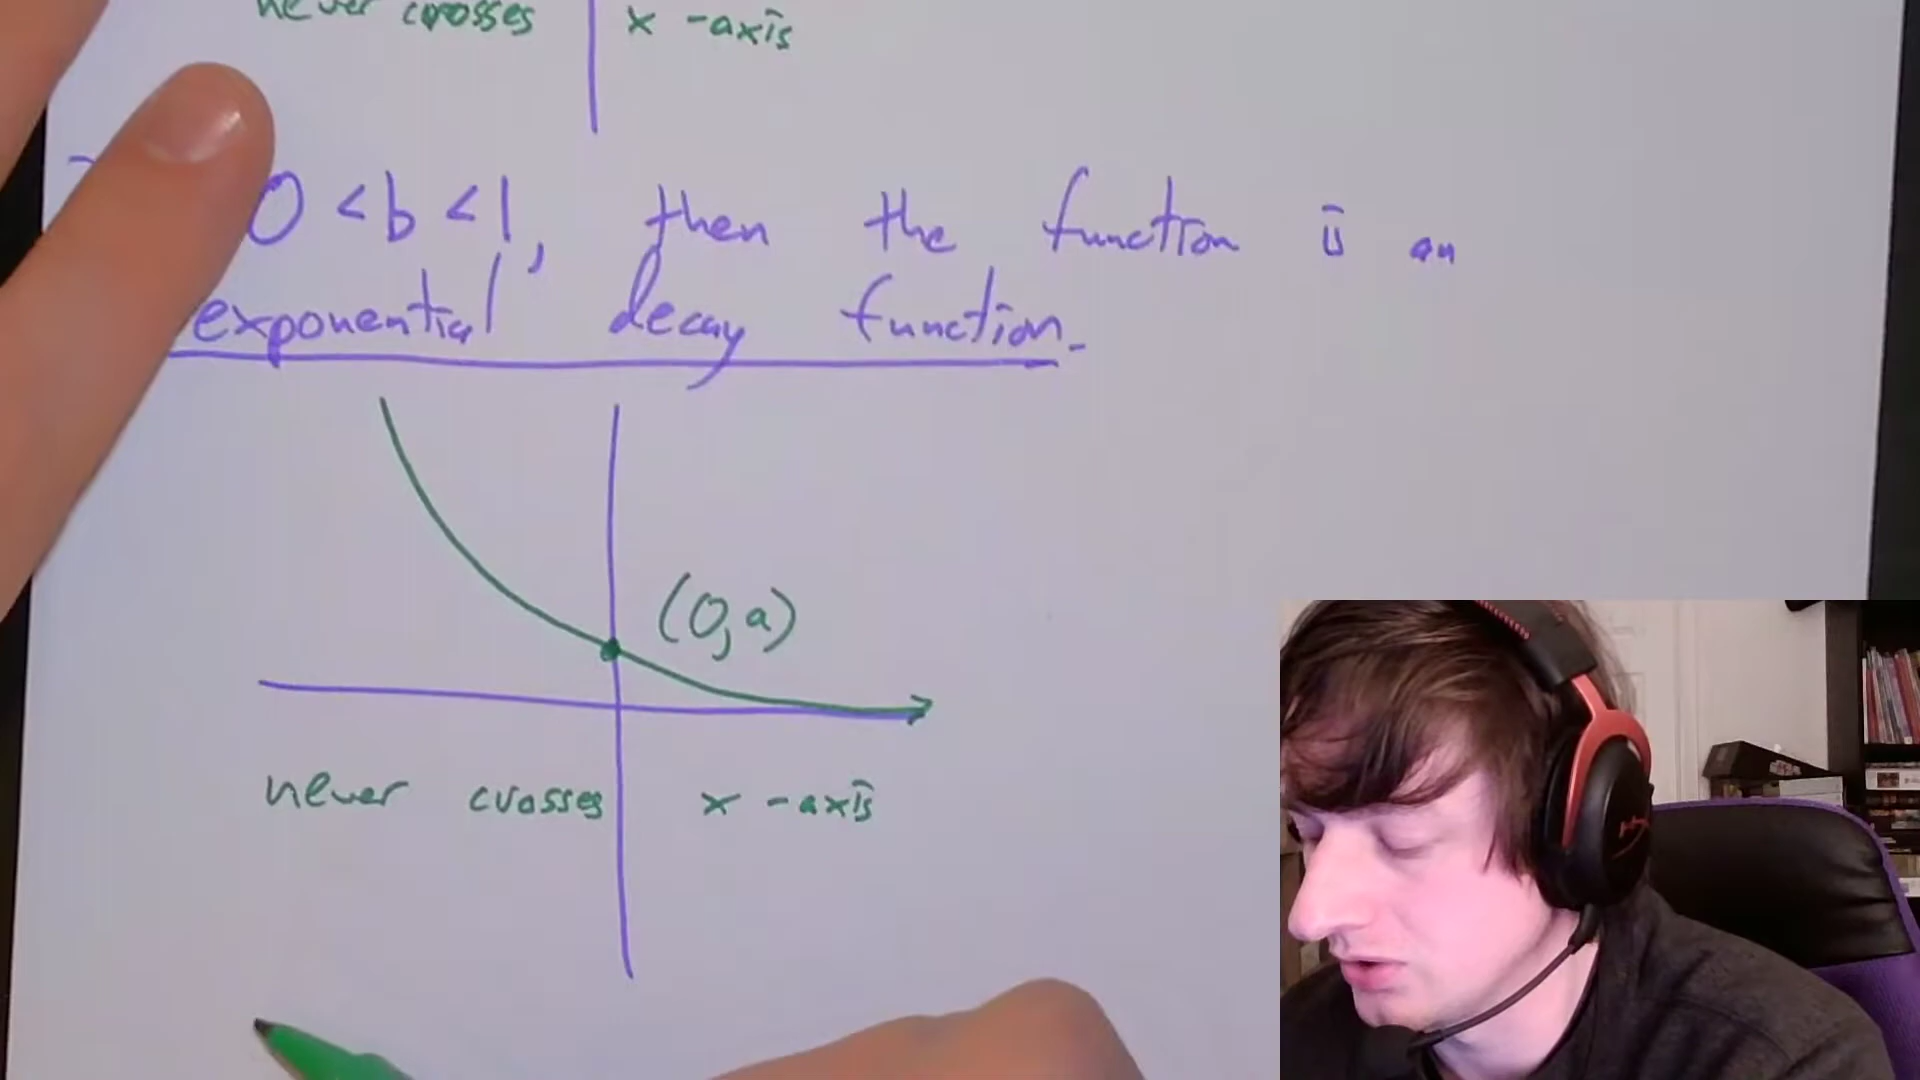 never crosses x-axis
0 < b < 1, then the function is an
exponential decay function.
(0,a)
never crosses x-axis